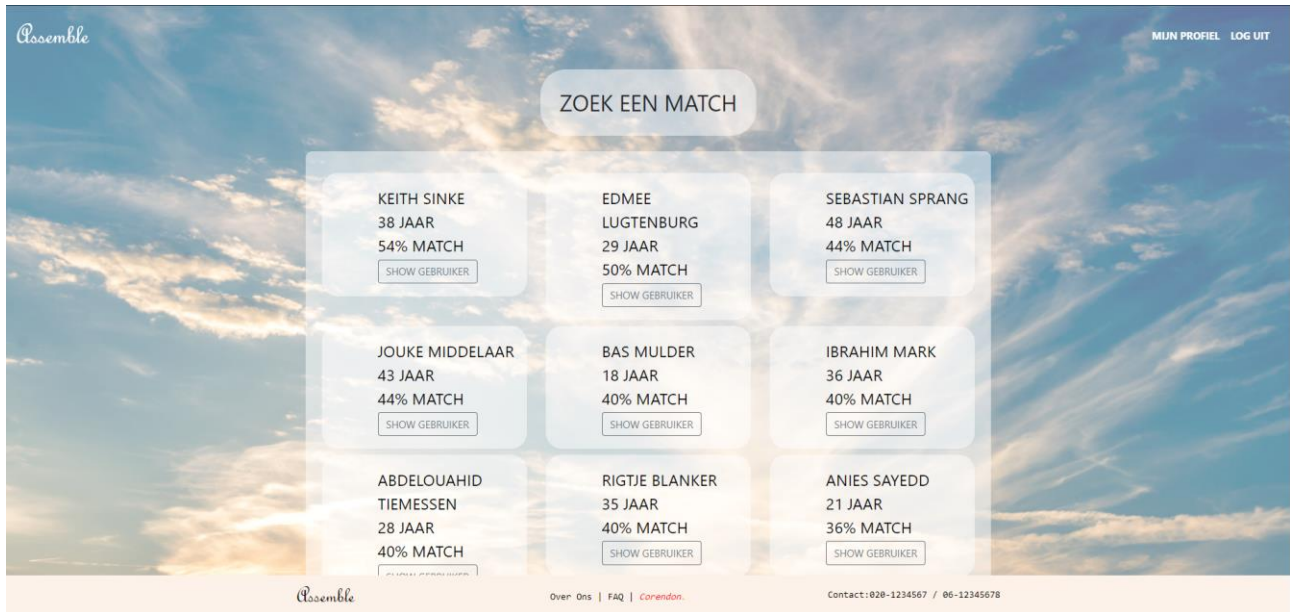 Assemble
MIJN PROFIEL LOG UIT
ZOEK EEN MATCH
KEITH SINKE
38 JAAR
54% MATCH
SHOW GEBRUIKER
EDMEE
LUGTENBURG
29 JAAR
50% MATCH
SHOW GEBRUIKER
SEBASTIAN SPRANG
48 JAAR
44% MATCH
SHOW GEBRUIKER
JOUKE MIDDELAAR
43 JAAR
44% MATCH
SHOW GEBRUIKER
BAS MULDER
18 JAAR
40% MATCH
SHOW GEBRUIKER
IBRAHIM MARK
36 JAAR
40% MATCH
SHOW GEBRUIKER
ABDELOUAHID
TIEMESSEN
28 JAAR
40% MATCH
SHOW GEBRUIKER
RIGTJE BLANKER
35 JAAR
40% MATCH
SHOW GEBRUIKER
ANIES SAYEDD
21 JAAR
36% MATCH
SHOW GEBRUIKER
Assemble
Over Ons | FAQ | Corendon.
Contact:020-1234567 / 06-12345678